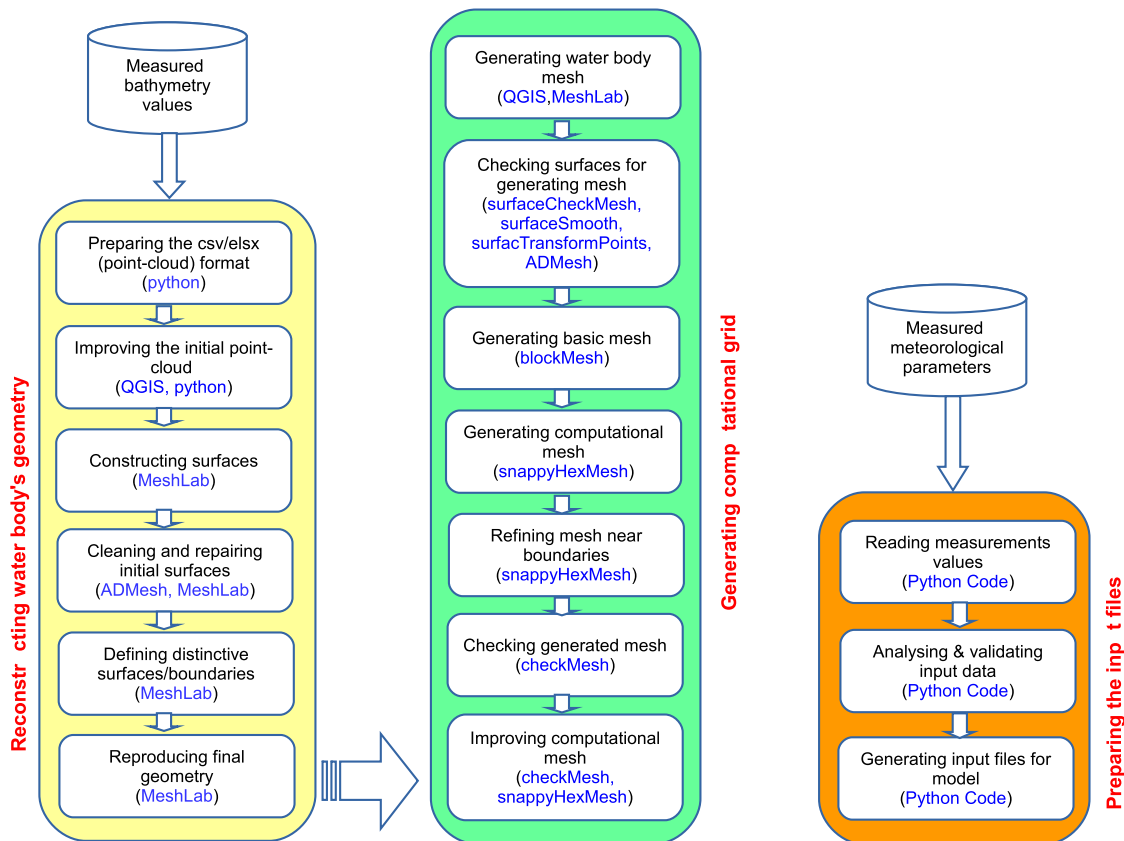 Measured
bathymetry
values
Preparing the csv/elsx
(point-cloud) format
(python)
Improving the initial point-
cloud
(QGIS, python)
Constructing surfaces
(MeshLab)
Cleaning and repairing
initial surfaces
(ADMesh, MeshLab)
Defining distinctive
surfaces/boundaries
(MeshLab)
Reproducing final
geometry
(MeshLab)
Reconstr cting water body's geometry
Generating water body
mesh
(QGIS,MeshLab)
Checking surfaces for
generating mesh
(surfaceCheckMesh,
surfaceSmooth,
surfacTransformPoints,
ADMesh)
Generating basic mesh
(blockMesh)
Generating computational
mesh
(snappyHexMesh)
Refining mesh near
boundaries
(snappyHexMesh)
Checking generated mesh
(checkMesh)
Improving computational
mesh
(checkMesh,
snappyHexMesh)
Generating comp tational grid
Measured
meteorological
parameters
Reading measurements
values
(Python Code)
Analysing & validating
input data
(Python Code)
Generating input files for
model
(Python Code)
Preparing the inp t files